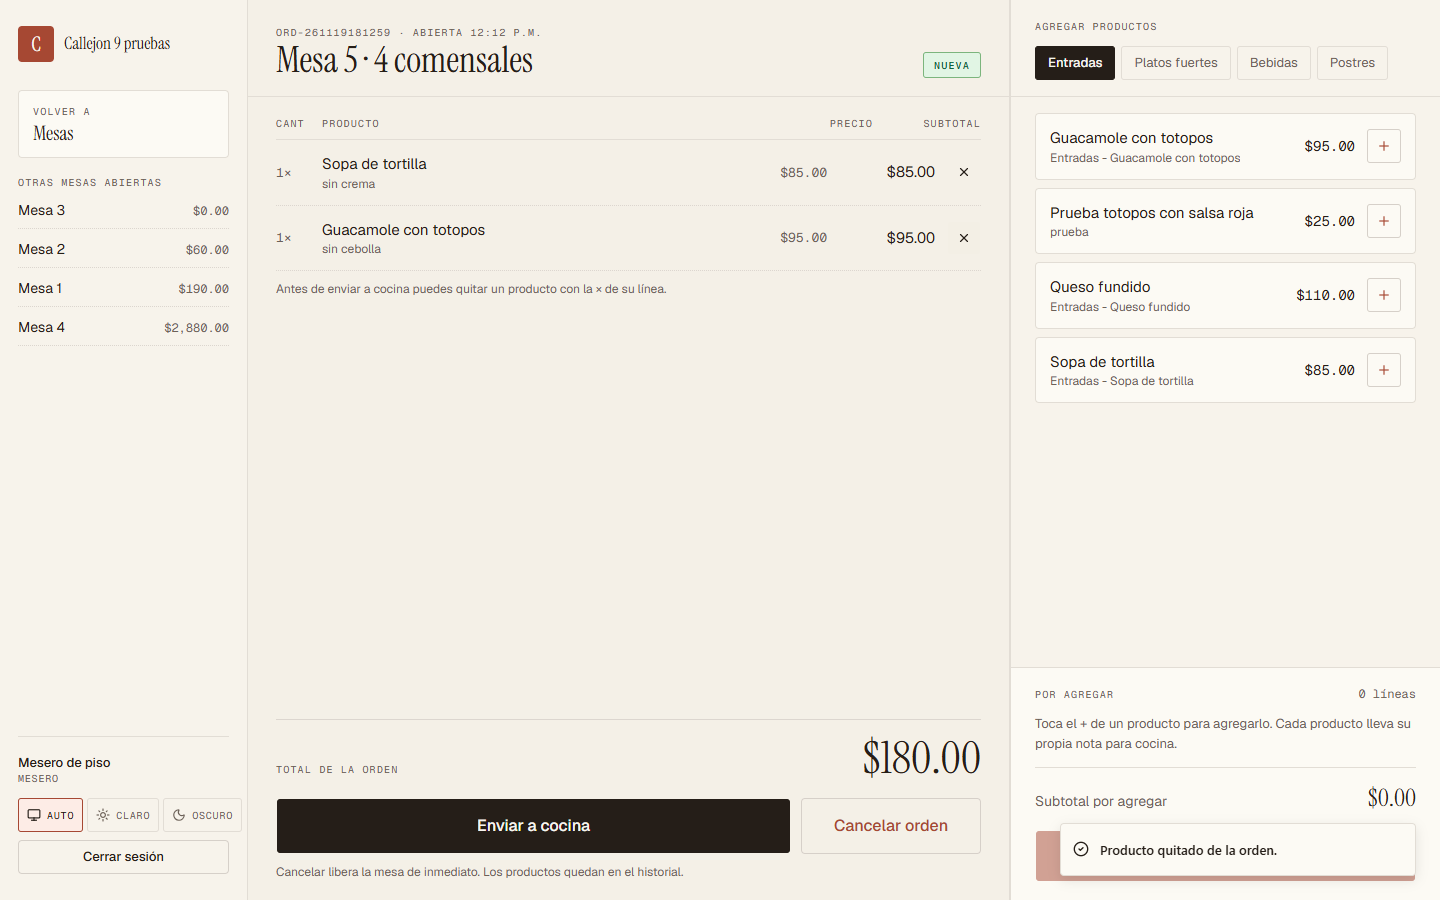 C
Callejon 9 pruebas
VOLVER A
Mesas
OTRAS MESAS ABIERTAS
Mesa 3 $0.00
Mesa 2 $60.00
Mesa 1 $190.00
Mesa 4 $2,880.00
Mesero de piso
MESERO
AUTO CLARO OSCURO
Cerrar sesión
ORD-261119181259 · ABIERTA 12:12 P.M.
Mesa 5 · 4 comensales
NUEVA
CANT PRODUCTO PRECIO SUBTOTAL
1× Sopa de tortilla $85.00 $85.00 ×
sin crema
1× Guacamole con totopos $95.00 $95.00 ×
sin cebolla
Antes de enviar a cocina puedes quitar un producto con la × de su línea.
TOTAL DE LA ORDEN $180.00
Enviar a cocina Cancelar orden
Cancelar libera la mesa de inmediato. Los productos quedan en el historial.
AGREGAR PRODUCTOS
Entradas Platos fuertes Bebidas Postres
Guacamole con totopos $95.00 +
Entradas - Guacamole con totopos
Prueba totopos con salsa roja $25.00 +
prueba
Queso fundido $110.00 +
Entradas - Queso fundido
Sopa de tortilla $85.00 +
Entradas - Sopa de tortilla
POR AGREGAR 0 líneas
Toca el + de un producto para agregarlo. Cada producto lleva su
propia nota para cocina.
Subtotal por agregar $0.00
Producto quitado de la orden.